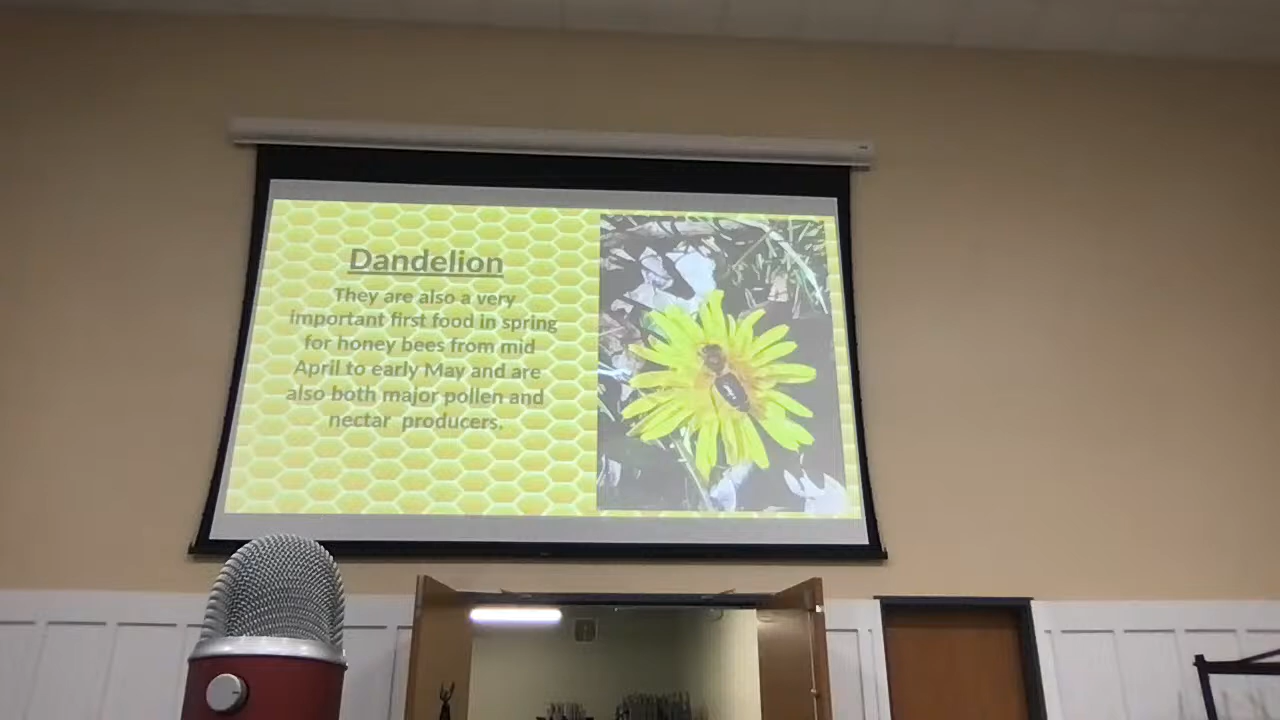 Dandelion
They are also a very
important first food in spring
for honey bees from mid
April to early May and are
also both major pollen and
nectar producers.